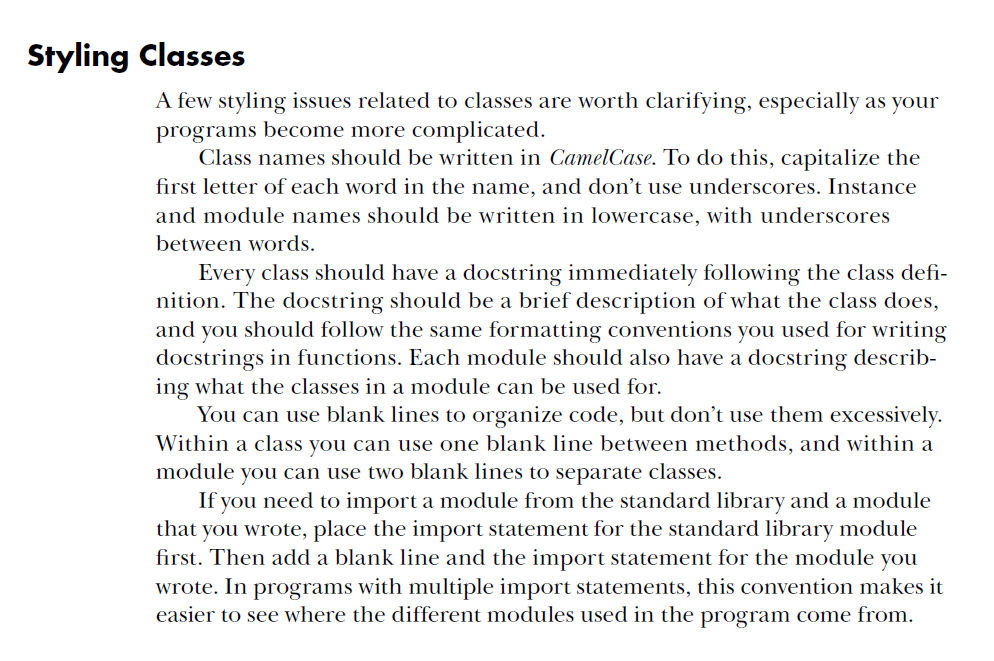 Styling Classes
A few styling issues related to classes are worth clarifying, especially as your
programs become more complicated.
Class names should be written in CamelCase. To do this, capitalize the
first letter of each word in the name, and don’t use underscores. Instance
and module names should be written in lowercase, with underscores
between words.
Every class should have a docstring immediately following the class defi-
nition. The docstring should be a brief description of what the class does,
and you should follow the same formatting conventions you used for writing
docstrings in functions. Each module should also have a docstring describ-
ing what the classes in a module can be used for.
You can use blank lines to organize code, but don’t use them excessively.
Within a class you can use one blank line between methods, and within a
module you can use two blank lines to separate classes.
If you need to import a module from the standard library and a module
that you wrote, place the import statement for the standard library module
first. Then add a blank line and the import statement for the module you
wrote. In programs with multiple import statements, this convention makes it
easier to see where the different modules used in the program come from.